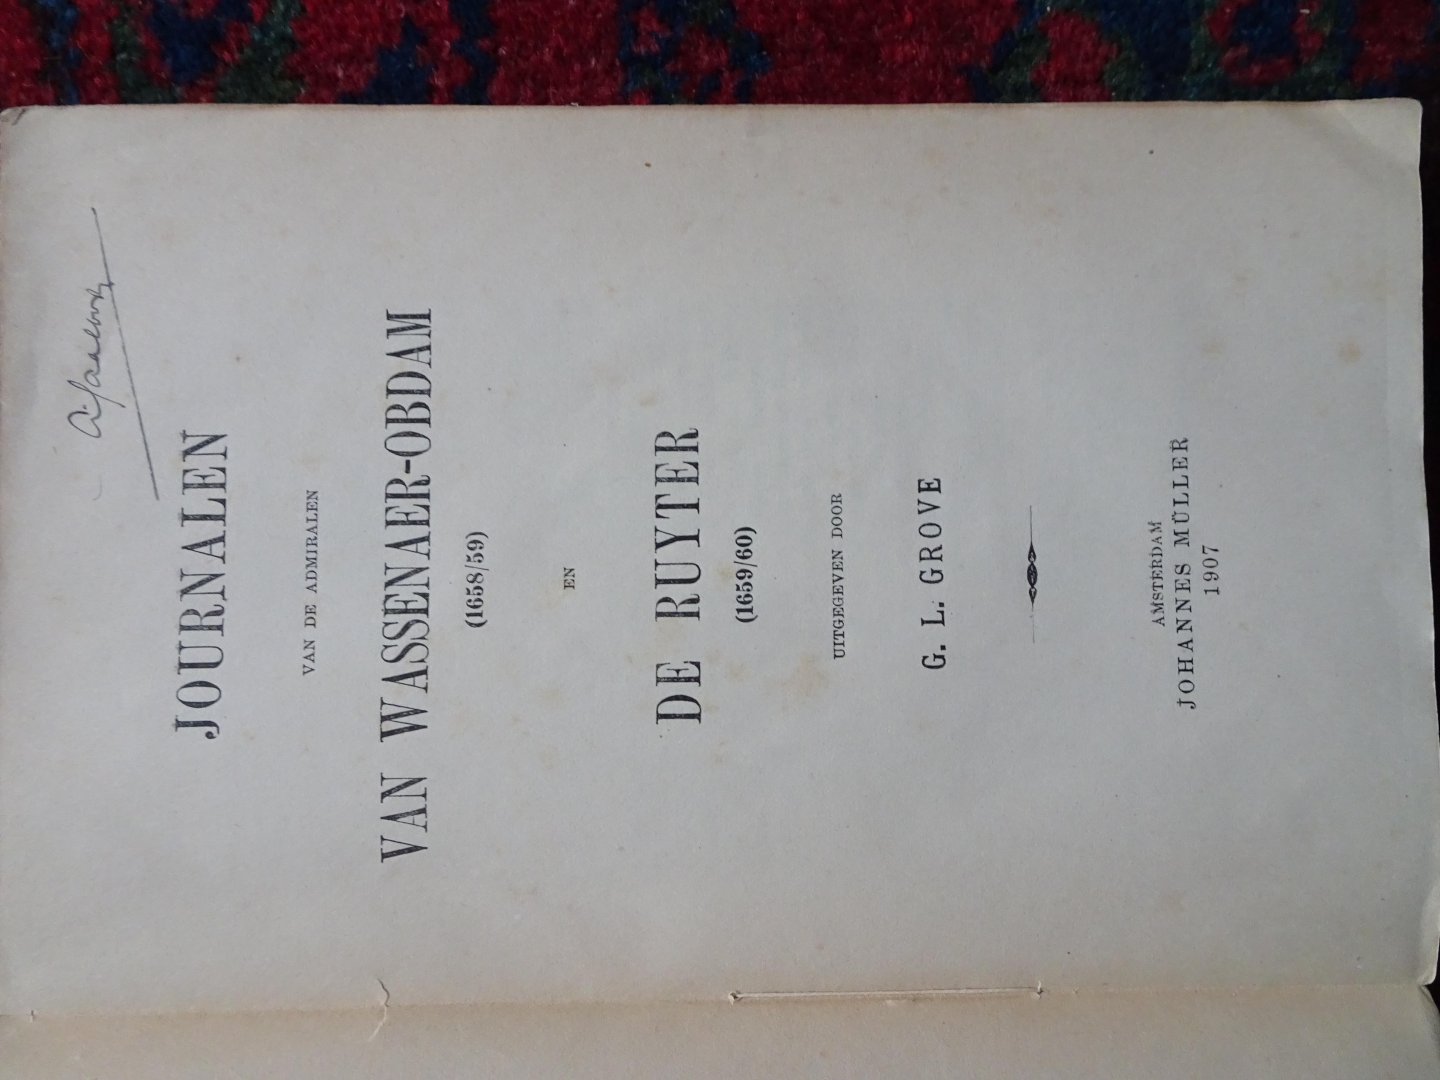 JOURNALEN
VAN DE ADMIRALEN
VAN WASSENAER-OBDAM
(1658/59)
EN
DE RUYTER
(1659/60)
UITGEGEVEN DOOR
G. L. GROVE
AMSTERDAM
JOHANNES MÜLLER
1907